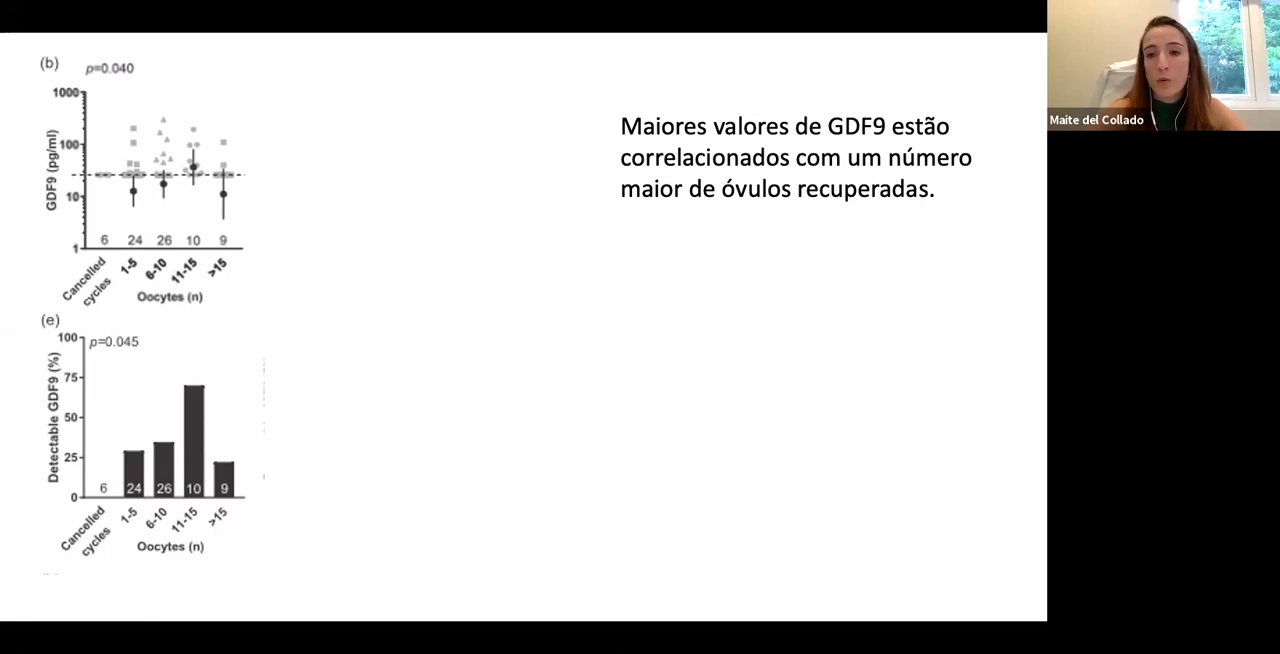 (b)
p=0.040
1000
100
10
1
GDF9 (pg/ml)
6 24 26 10 9
Cancelled
cycles
1-5
6-10
11-15
>15
Oocytes (n)
(e)
p=0.045
100
75
50
25
0
Detectable GDF9 (%)
6 24 26 10 9
Cancelled
cycles
1-5
6-10
11-15
>15
Oocytes (n)
Maiores valores de GDF9 estão
correlacionados com um número
maior de óvulos recuperadas.
Maite del Collado